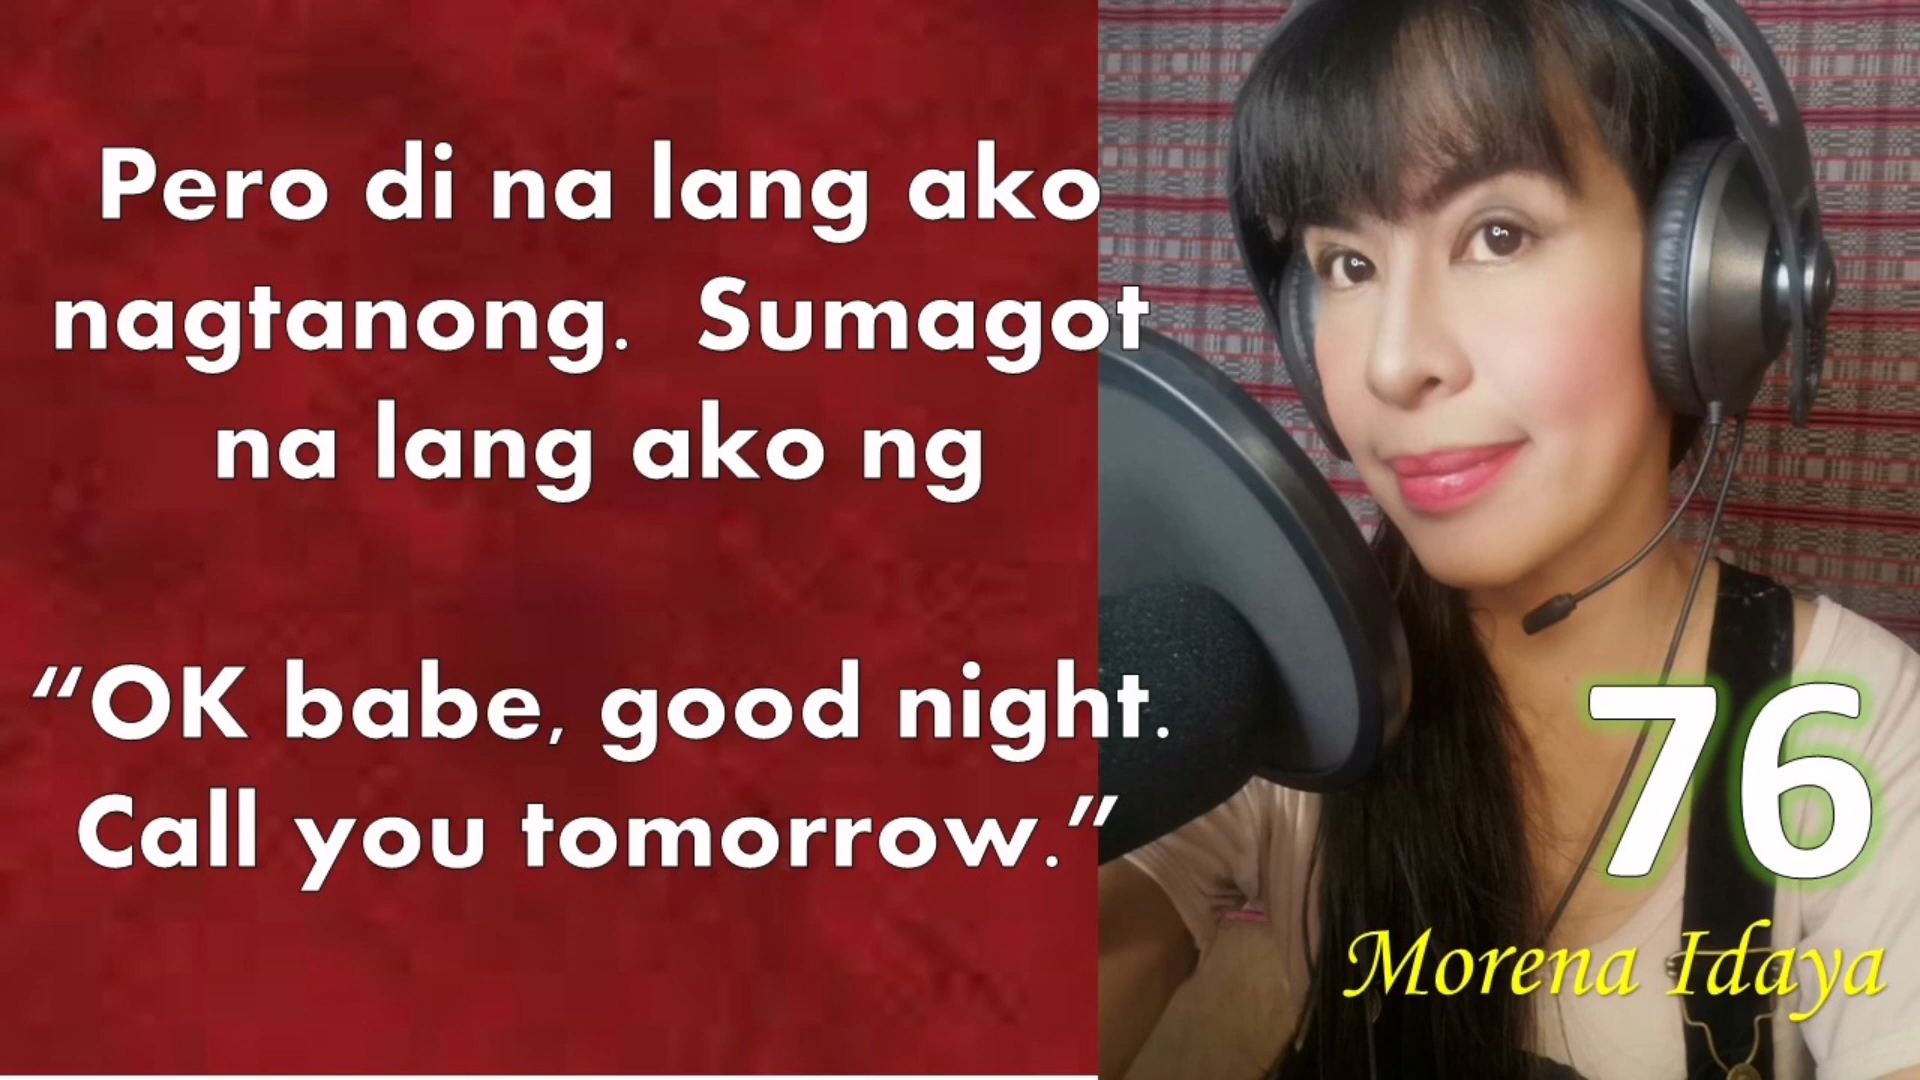 Pero di na lang ako
nagtanong.  Sumagot
na lang ako ng
“OK babe, good night.
Call you tomorrow.”
76
Morena Idaya